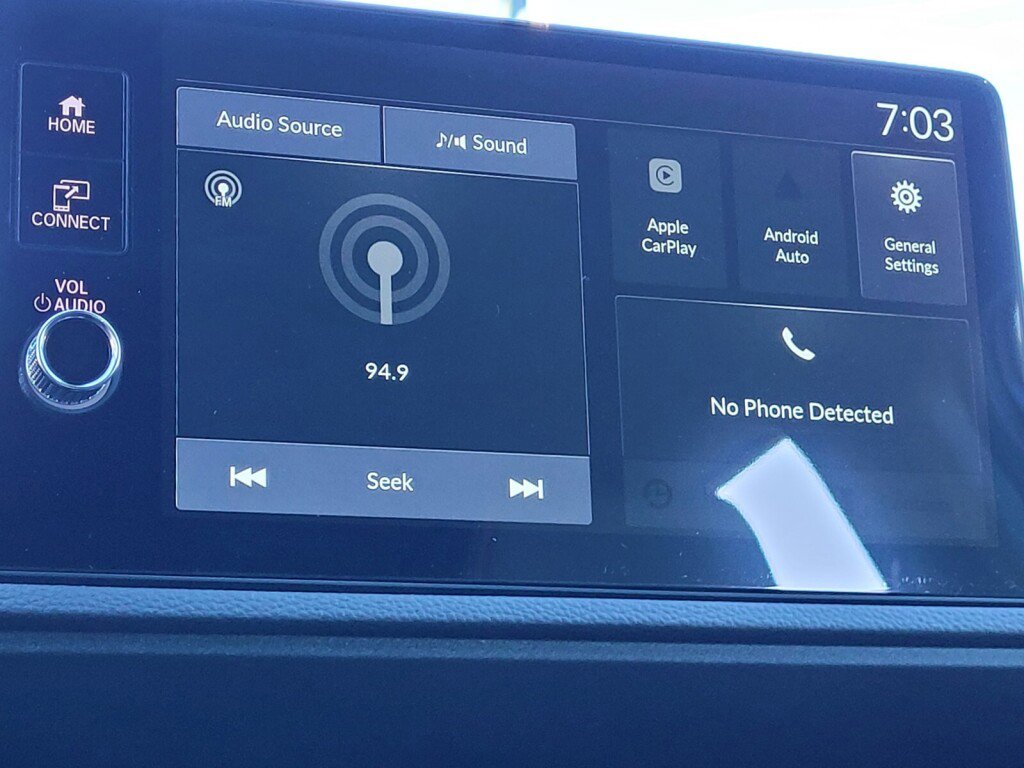 HOME
CONNECT
VOL
AUDIO
Audio Source
Sound
7:03
FM
94.9
Seek
Apple
CarPlay
Android
Auto
General
Settings
No Phone Detected